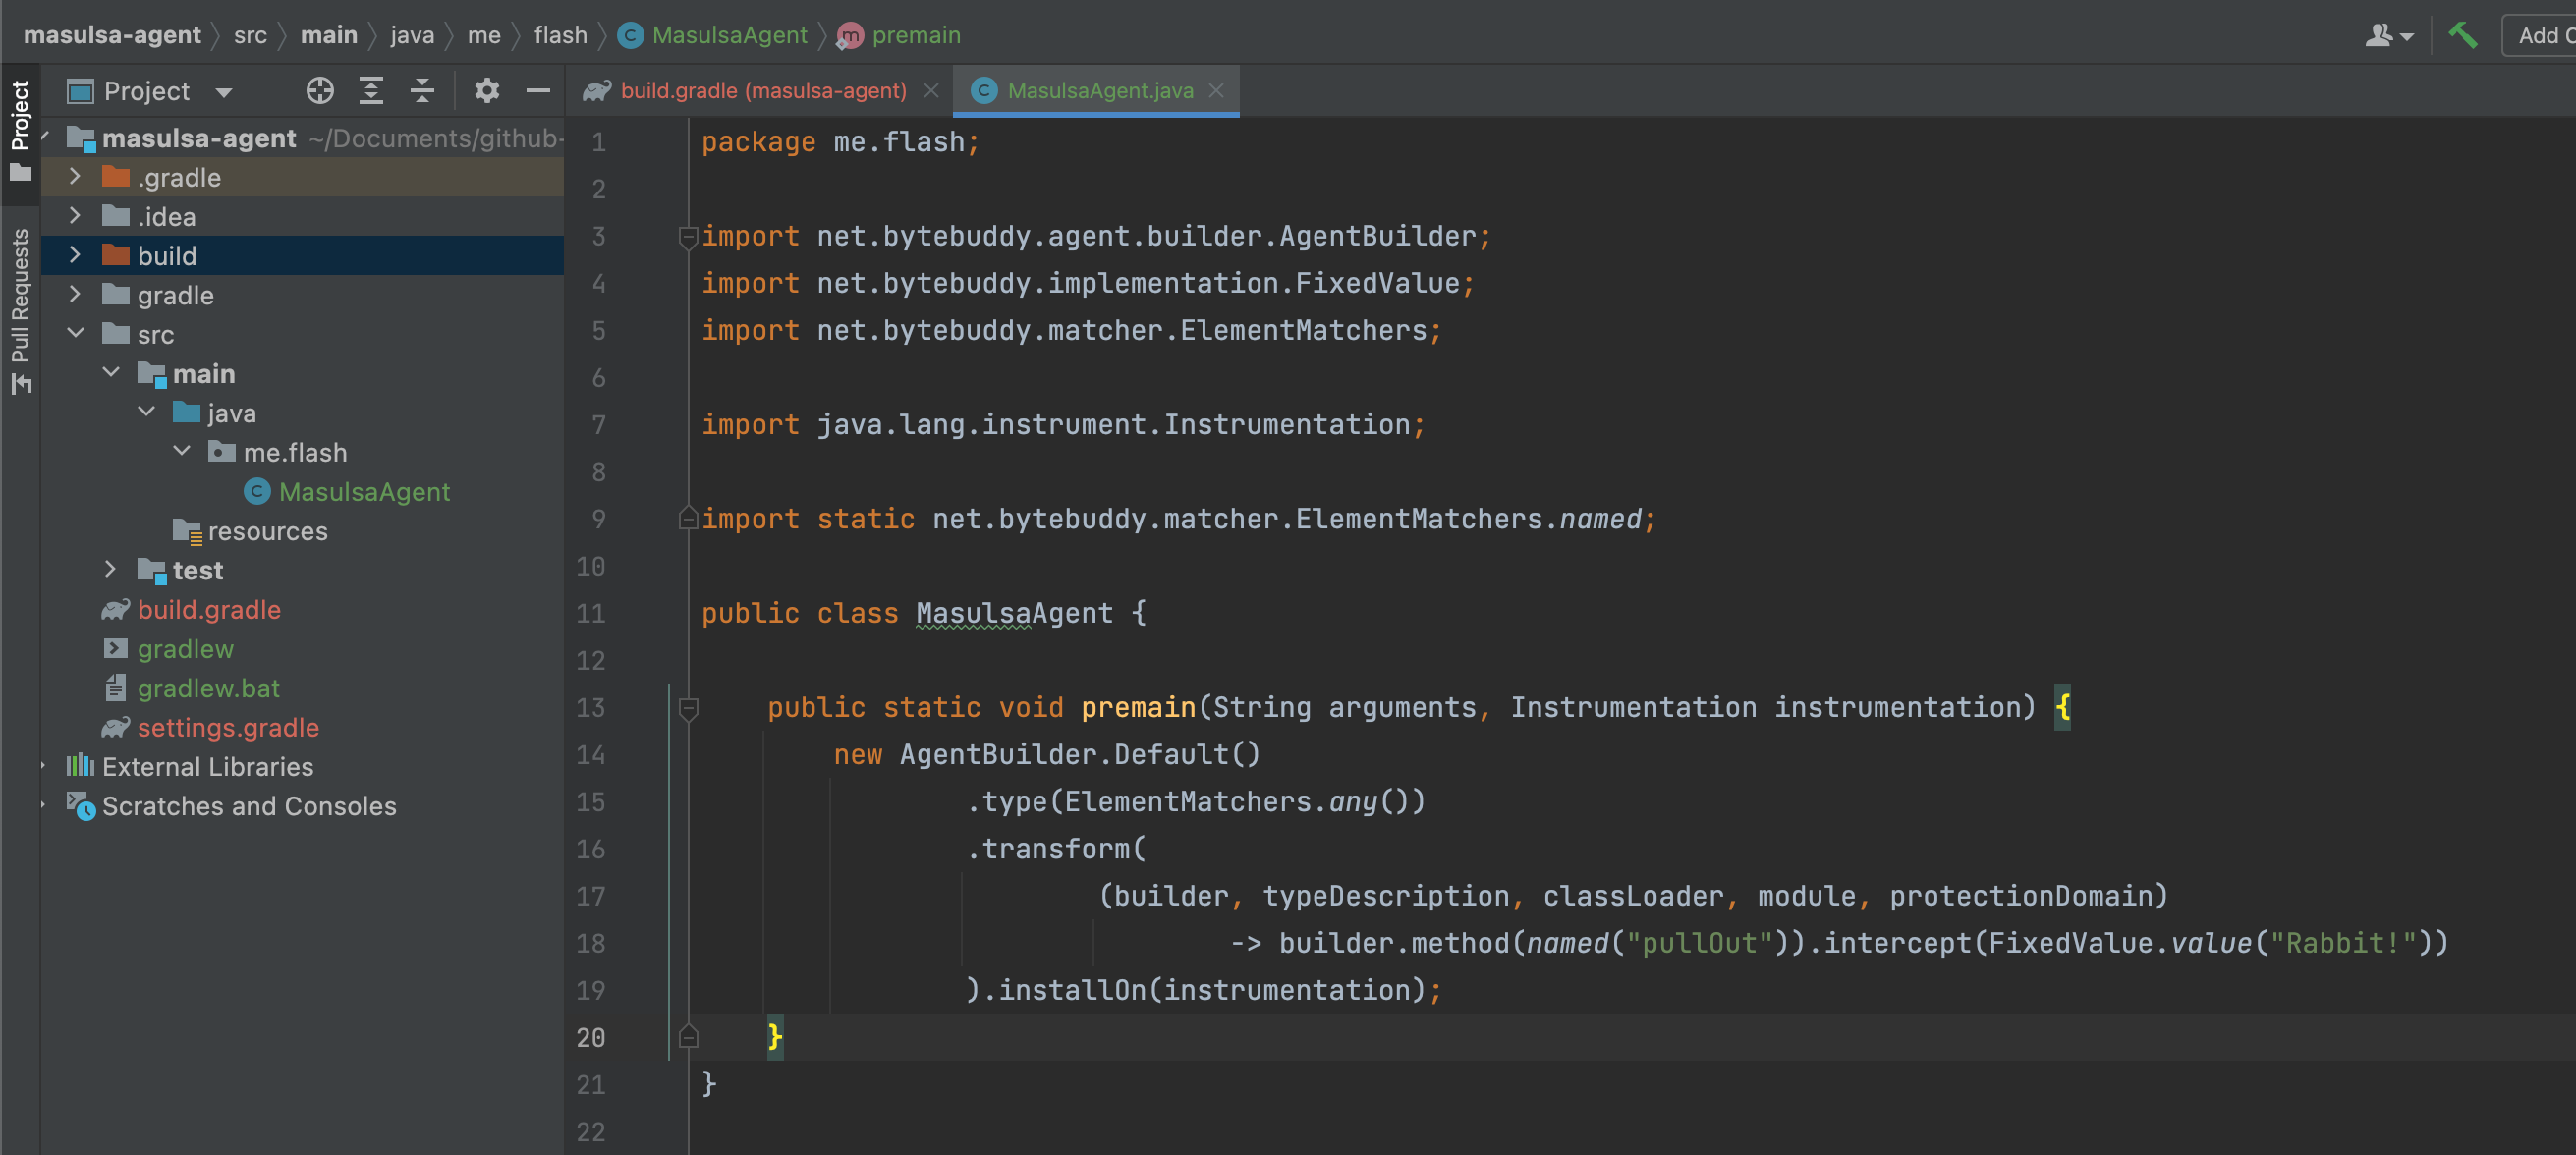 masulsa-agent src main java me flash MasulsaAgent premain
Add C
Project
Pull Requests
Project
masulsa-agent ~/Documents/github-
.gradle
.idea
build
gradle
src
main
java
me.flash
MasulsaAgent
resources
test
build.gradle
gradlew
gradlew.bat
settings.gradle
External Libraries
Scratches and Consoles
build.gradle (masulsa-agent)
MasulsaAgent.java
1 package me.flash;
2
3 import net.bytebuddy.agent.builder.AgentBuilder;
4 import net.bytebuddy.implementation.FixedValue;
5 import net.bytebuddy.matcher.ElementMatchers;
6
7 import java.lang.instrument.Instrumentation;
8
9 import static net.bytebuddy.matcher.ElementMatchers.named;
10
11 public class MasulsaAgent {
12
13 public static void premain(String arguments, Instrumentation instrumentation) {
14 new AgentBuilder.Default()
15 .type(ElementMatchers.any())
16 .transform(
17 (builder, typeDescription, classLoader, module, protectionDomain)
18 -> builder.method(named("pullOut")).intercept(FixedValue.value("Rabbit!"))
19 ).installOn(instrumentation);
20 }
21 }
22